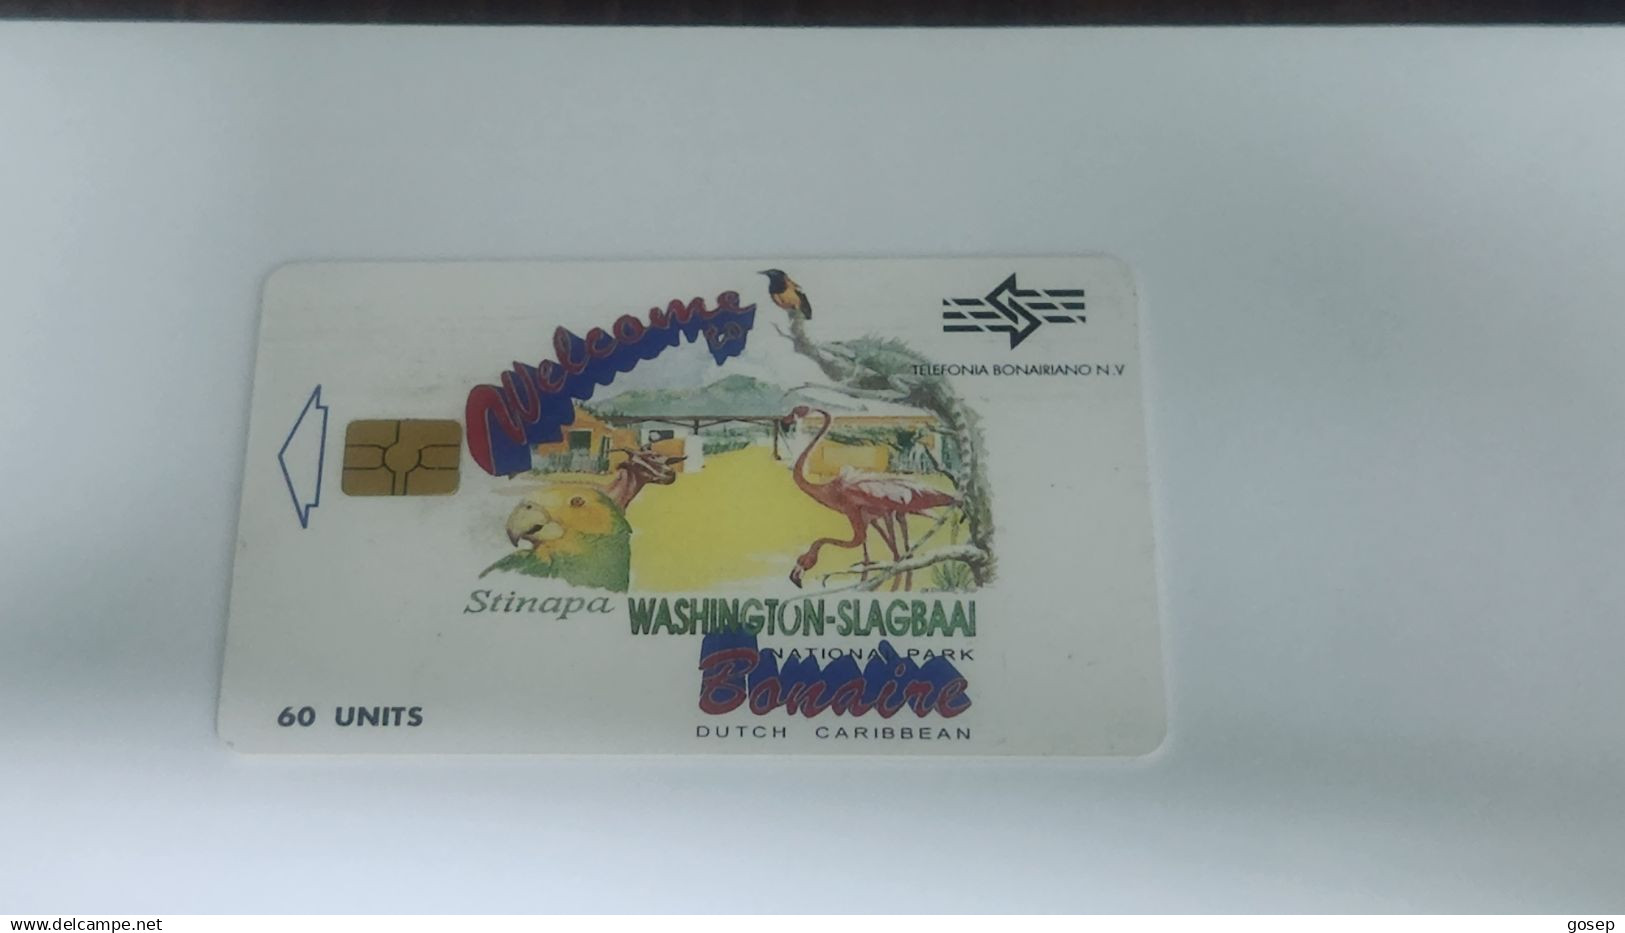 Welcome
to
TELEFONIA BONAIRIANO N.V
Stinapa
WASHINGTON-SLAGBAAI
NATIONAL PARK
Bonaire
60 UNITS
DUTCH CARIBBEAN
www.delcampe.net
gosep